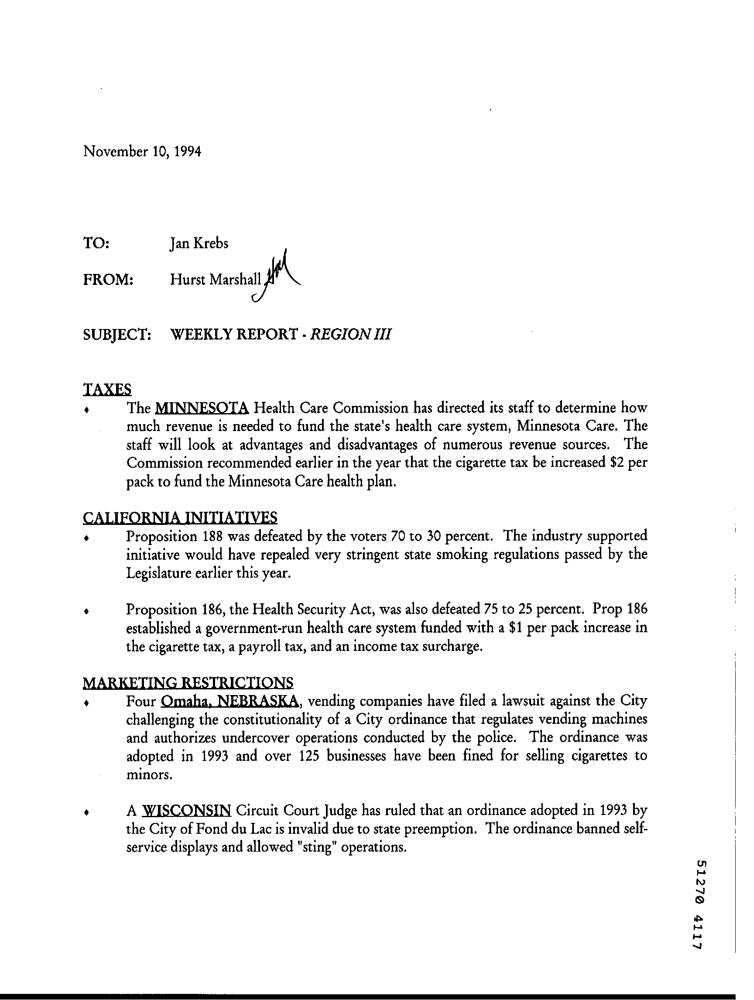 November 10, 1994
TO: Jan Krebs
FROM: Hurst Marshall
SUBJECT: WEEKLY REPORT - REGION III
TAXES
♦ The MINNESOTA Health Care Commission has directed its staff to determine how
much revenue is needed to fund the state's health care system, Minnesota Care. The
staff will look at advantages and disadvantages of numerous revenue sources. The
Commission recommended earlier in the year that the cigarette tax be increased $2 per
pack to fund the Minnesota Care health plan.
CALIFORNIA INITIATIVES
♦ Proposition 188 was defeated by the voters 70 to 30 percent. The industry supported
initiative would have repealed very stringent state smoking regulations passed by the
Legislature earlier this year.
♦ Proposition 186, the Health Security Act, was also defeated 75 to 25 percent. Prop 186
established a government-run health care system funded with a $1 per pack increase in
the cigarette tax, a payroll tax, and an income tax surcharge.
MARKETING RESTRICTIONS
♦ Four Omaha, NEBRASKA, vending companies have filed a lawsuit against the City
challenging the constitutionality of a City ordinance that regulates vending machines
and authorizes undercover operations conducted by the police. The ordinance was
adopted in 1993 and over 125 businesses have been fined for selling cigarettes to
minors.
♦ A WISCONSIN Circuit Court Judge has ruled that an ordinance adopted in 1993 by
the City of Fond du Lac is invalid due to state preemption. The ordinance banned self-
service displays and allowed "sting" operations.
51270 4117